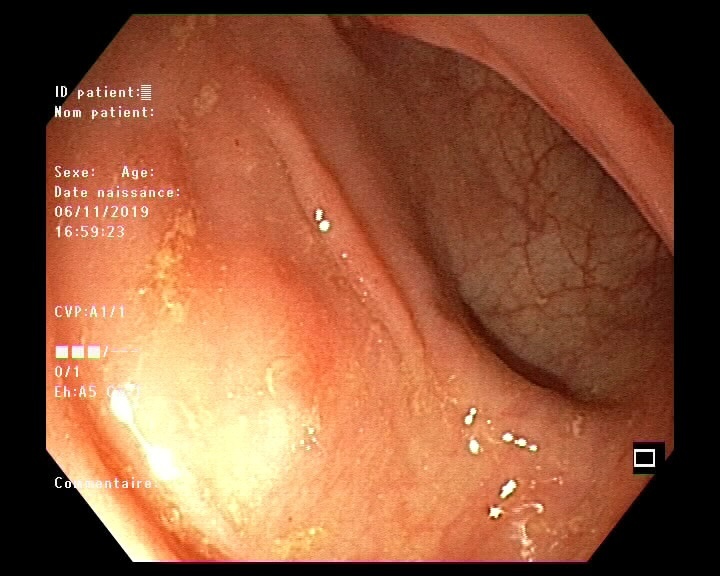 ID patient:
Nom patient:
Sexe: Age:
Date naissance:
06/11/2019
16:59:23
CVP:A1/1
0/1
Eh:A5
Commentaire: